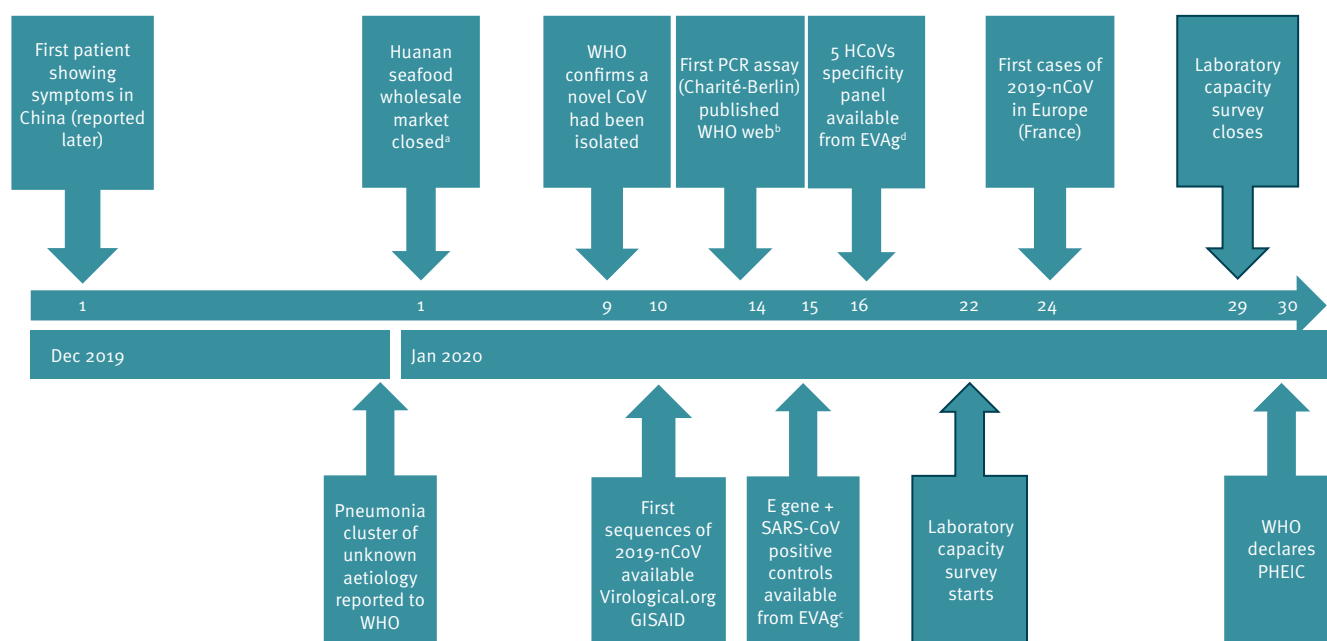 First patient
showing
symptoms in
China (reported
later)
Huanan
seafood
wholesale
market
closedᵃ
WHO
confirms a
novel CoV
had been
isolated
First PCR assay
(Charité-Berlin)
published
WHO webᵇ
5 HCoVs
specificity
panel
available
from EVAgᵈ
First cases of
2019-nCoV
in Europe
(France)
Laboratory
capacity
survey
closes
1 1 9 10 14 15 16 22 24 29 30
Dec 2019 Jan 2020
Pneumonia
cluster of
unknown
aetiology
reported to
WHO
First
sequences of
2019-nCoV
available
Virological.org
GISAID
E gene +
SARS-CoV
positive
controls
available
from EVAgᶜ
Laboratory
capacity
survey
starts
WHO
declares
PHEIC